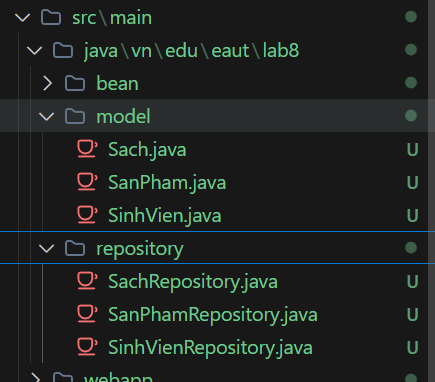 src\main
java\vn\edu\eaut\lab8
bean
model
Sach.java U
SanPham.java U
SinhVien.java U
repository
SachRepository.java U
SanPhamRepository.java U
SinhVienRepository.java U
webapp